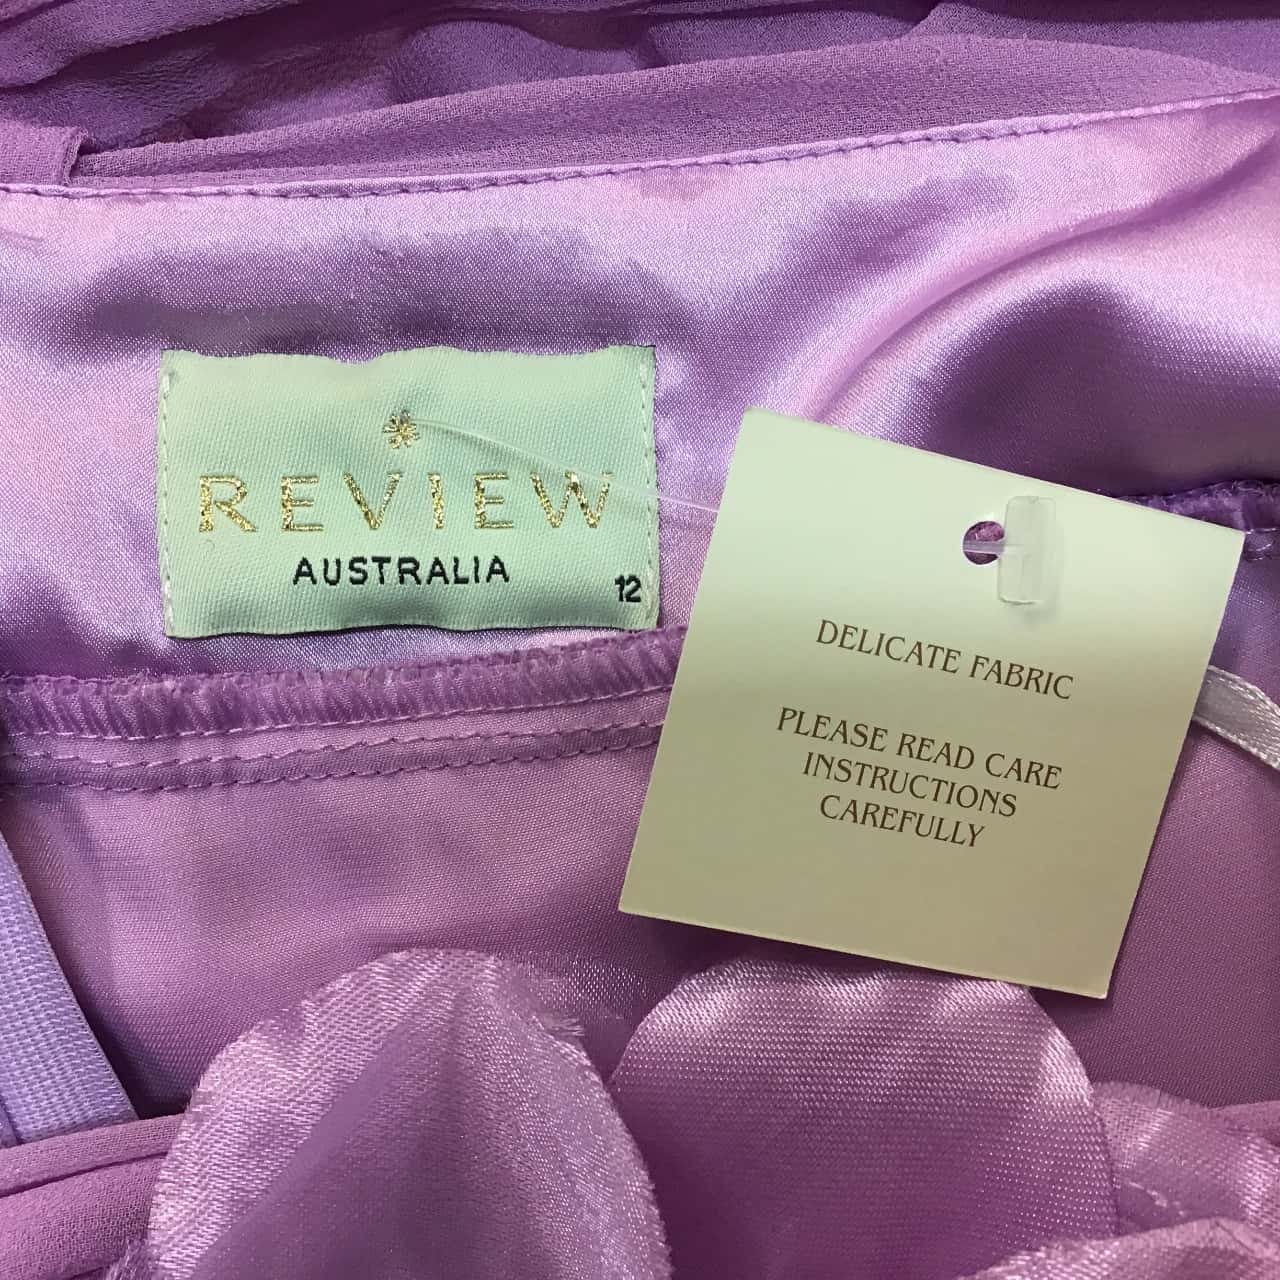 REVIEW
AUSTRALIA
12
DELICATE FABRIC
PLEASE READ CARE
INSTRUCTIONS
CAREFULLY